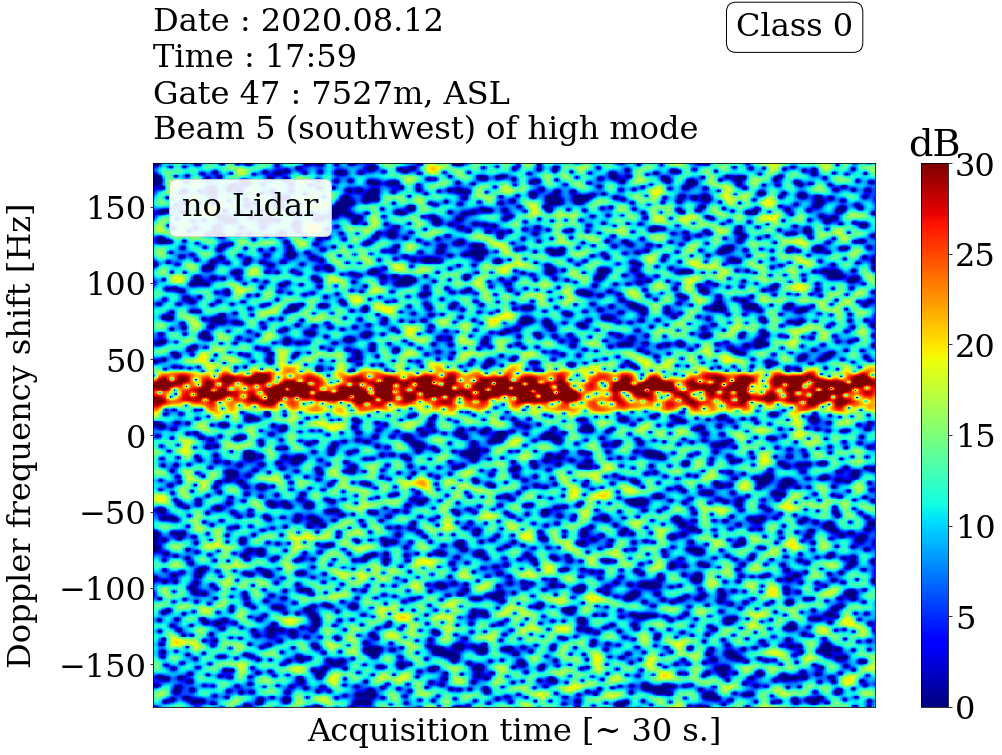 Date : 2020.08.12
Time : 17:59
Gate 47 : 7527m, ASL
Beam 5 (southwest) of high mode
Class 0
no Lidar
dB
30
25
20
15
10
5
0
Doppler frequency shift [Hz]
150
100
50
0
−50
−100
−150
Acquisition time [~ 30 s.]